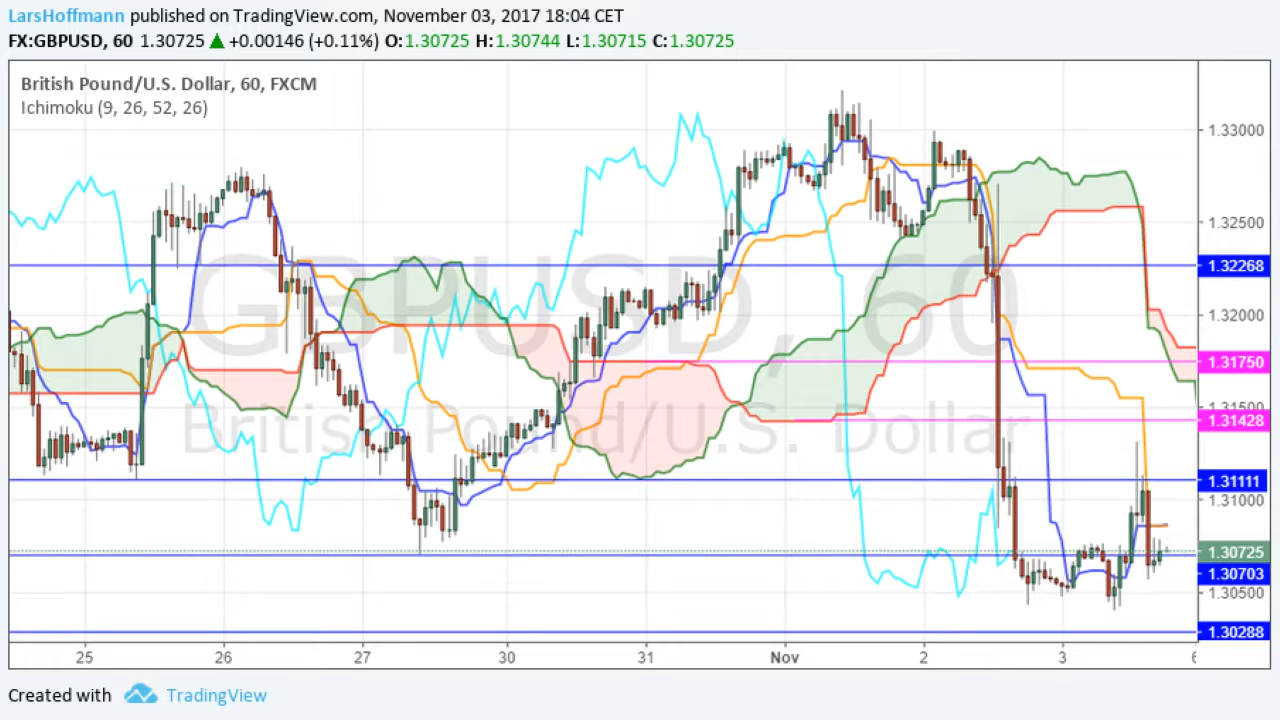 LarsHoffmann published on TradingView.com, November 03, 2017 18:04 CET
FX:GBPUSD, 60 1.30725 ▲ +0.00146 (+0.11%) O:1.30725 H:1.30744 L:1.30715 C:1.30725
British Pound/U.S. Dollar, 60, FXCM
Ichimoku (9, 26, 52, 26)
GBPUSD, 60
British Pound/U.S. Dollar
1.33000
1.32500
1.32268
1.32000
1.31750
1.31500
1.31428
1.31111
1.31000
1.30725
1.30703
1.30500
1.30288
25 26 27 30 31 Nov 2 3 6
Created with TradingView